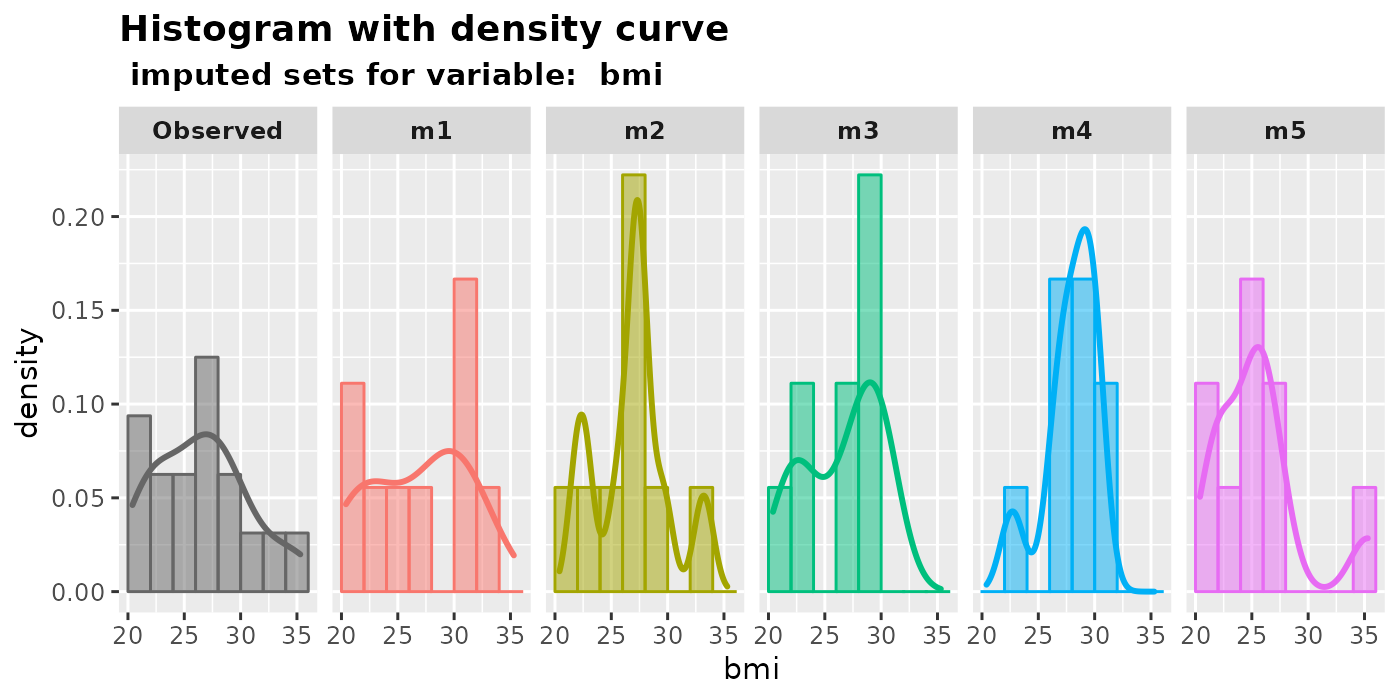 Histogram with density curve
imputed sets for variable:  bmi
Observed m1 m2 m3 m4 m5
density
0.20
0.15
0.10
0.05
0.00
20 25 30 35 20 25 30 35 20 25 30 35 20 25 30 35 20 25 30 35 20 25 30 35
bmi